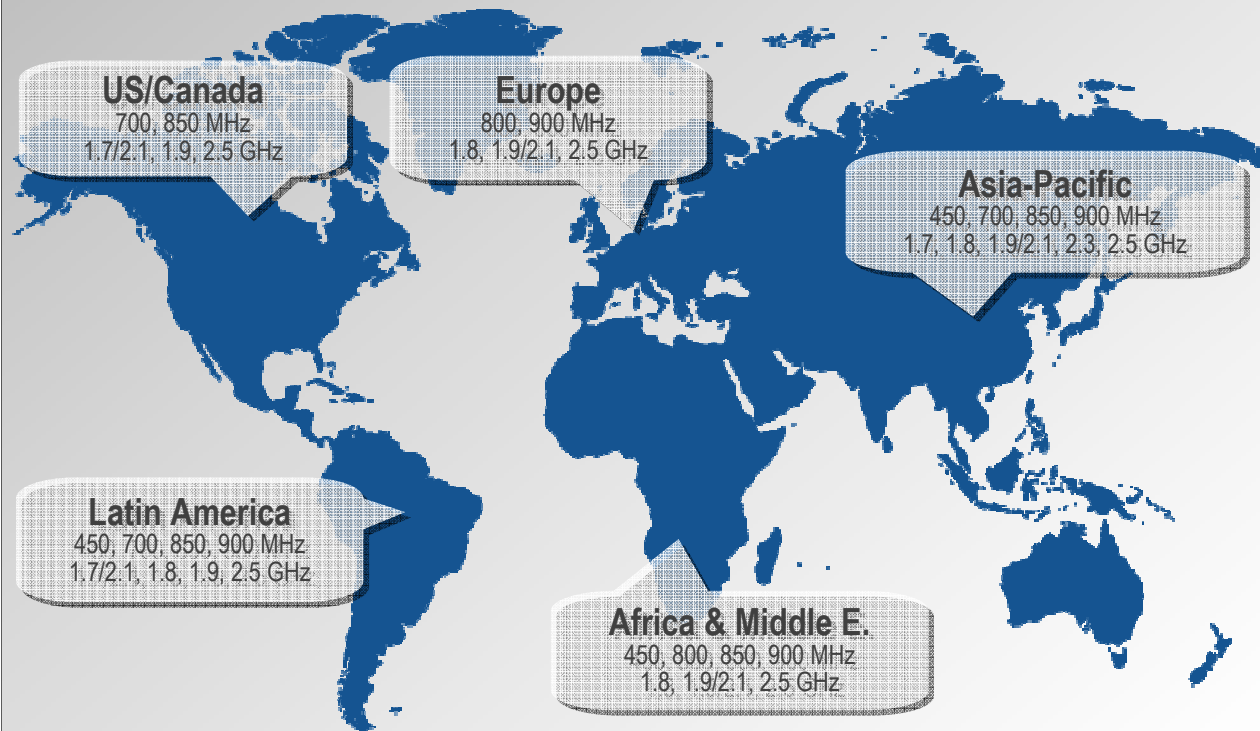 US/Canada
700, 850 MHz
1.7/2.1, 1.9, 2.5 GHz
Europe
800, 900 MHz
1.8, 1.9/2.1, 2.5 GHz
Asia-Pacific
450, 700, 850, 900 MHz
1.7, 1.8, 1.9/2.1, 2.3, 2.5 GHz
Latin America
450, 700, 850, 900 MHz
1.7/2.1, 1.8, 1.9, 2.5 GHz
Africa & Middle E.
450, 800, 850, 900 MHz
1.8, 1.9/2.1, 2.5 GHz